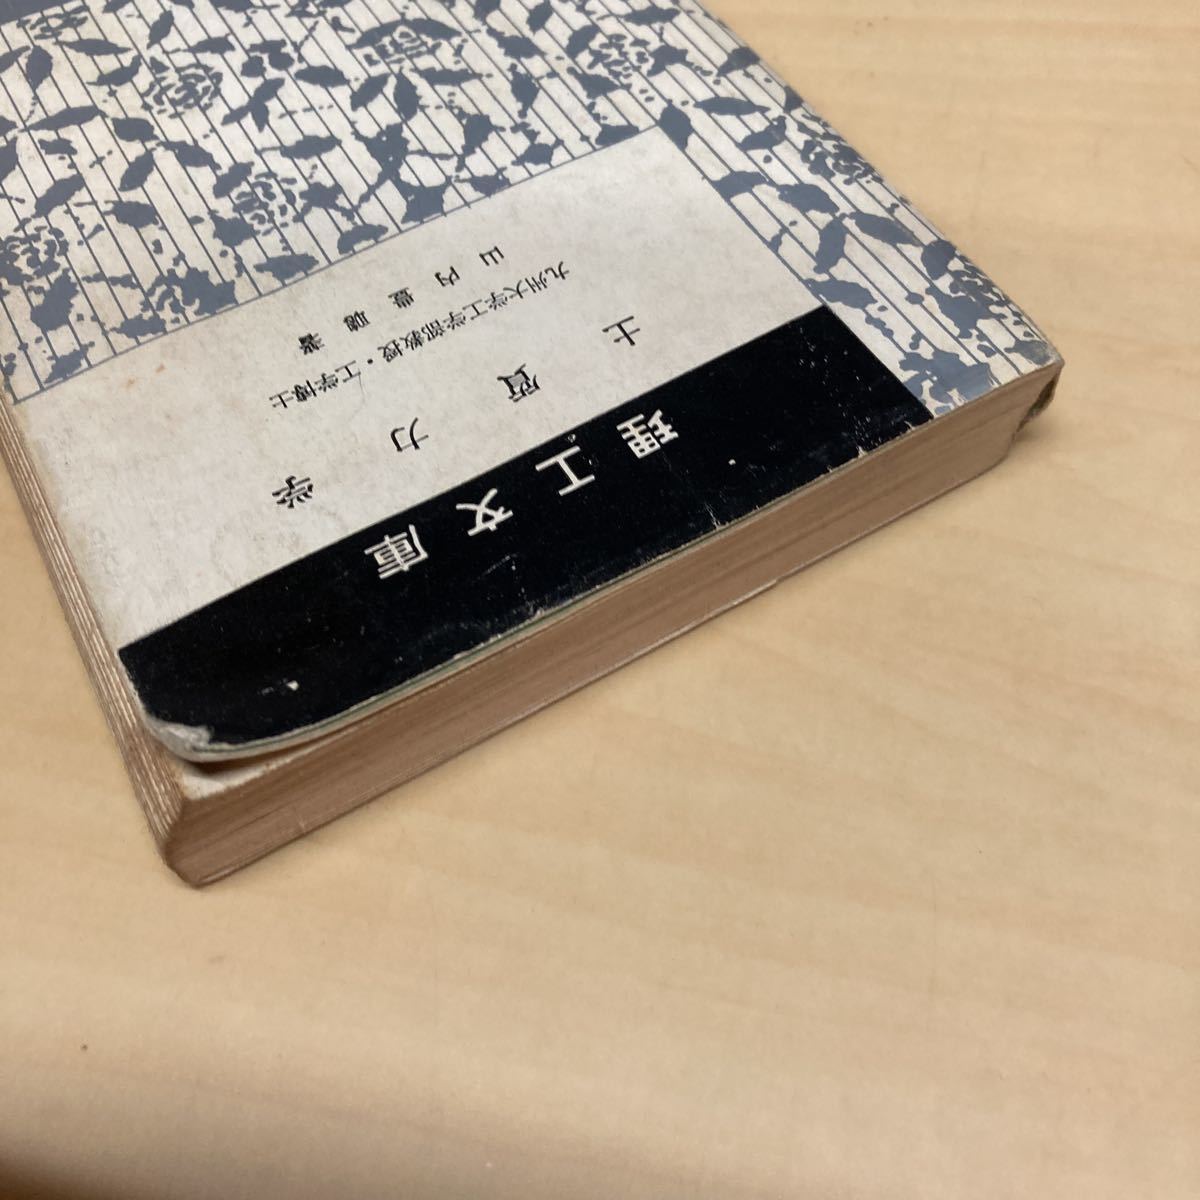 理工文庫
土質力学
九州大学工学部教授・工学博士
山内豊聡著